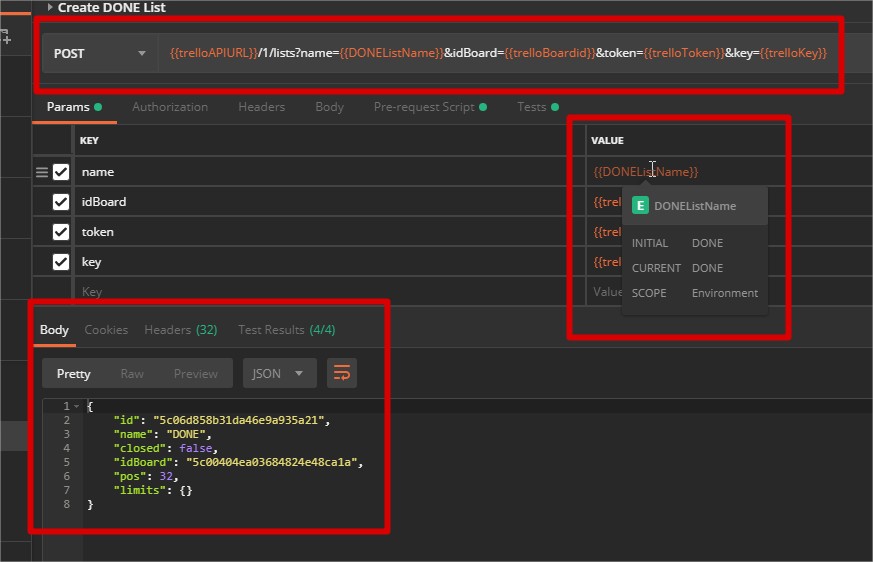 Create DONE List
POST {{trelloAPIURL}}/1/lists?name={{DONEListName}}&idBoard={{trelloBoardid}}&token={{trelloToken}}&key={{trelloKey}}
Params Authorization Headers Body Pre-request Script Tests
KEY VALUE
name {{DONEListName}}
idBoard {{trel
token {{trel
key {{trel
Key Value
E DONEListName
INITIAL DONE
CURRENT DONE
SCOPE Environment
Body Cookies Headers (32) Test Results (4/4)
Pretty Raw Preview JSON
1 {
2 "id": "5c06d858b31da46e9a935a21",
3 "name": "DONE",
4 "closed": false,
5 "idBoard": "5c00404ea03684824e48ca1a",
6 "pos": 32,
7 "limits": {}
8 }